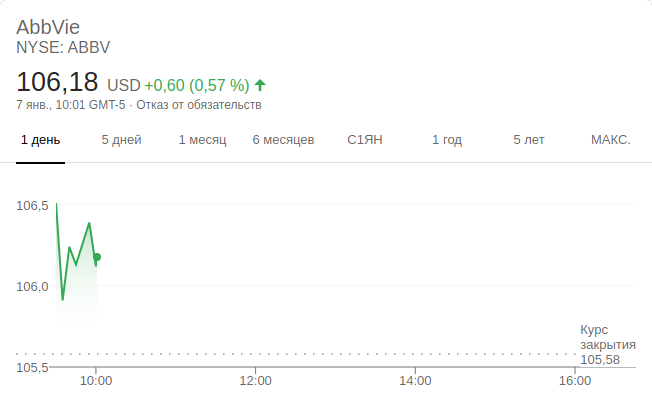 AbbVie
NYSE: ABBV
106,18 USD +0,60 (0,57 %)
7 янв., 10:01 GMT-5 · Отказ от обязательств
1 день 5 дней 1 месяц 6 месяцев С1ЯН 1 год 5 лет МАКС.
106,5
106,0
Курс
закрытия
105,58
105,5
10:00 12:00 14:00 16:00